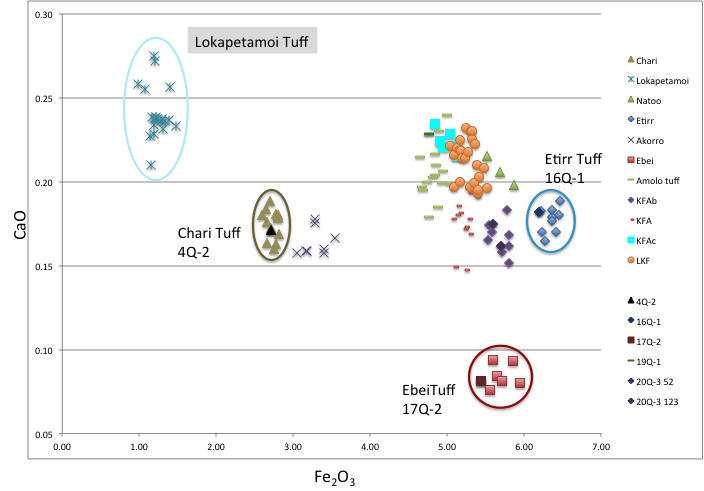 0.30
0.25
0.20
0.15
0.10
0.05
CaO
0.00
1.00
2.00
3.00
4.00
5.00
6.00
7.00
Fe₂O₃
Lokapetamoi Tuff
Chari Tuff
4Q-2
Etirr Tuff
16Q-1
EbeiTuff
17Q-2
Chari
Lokapetamoi
Natoo
Etirr
Akorro
Ebei
Amolo tuff
KFAb
KFA
KFAc
LKF
4Q-2
16Q-1
17Q-2
19Q-1
20Q-3 52
20Q-3 123